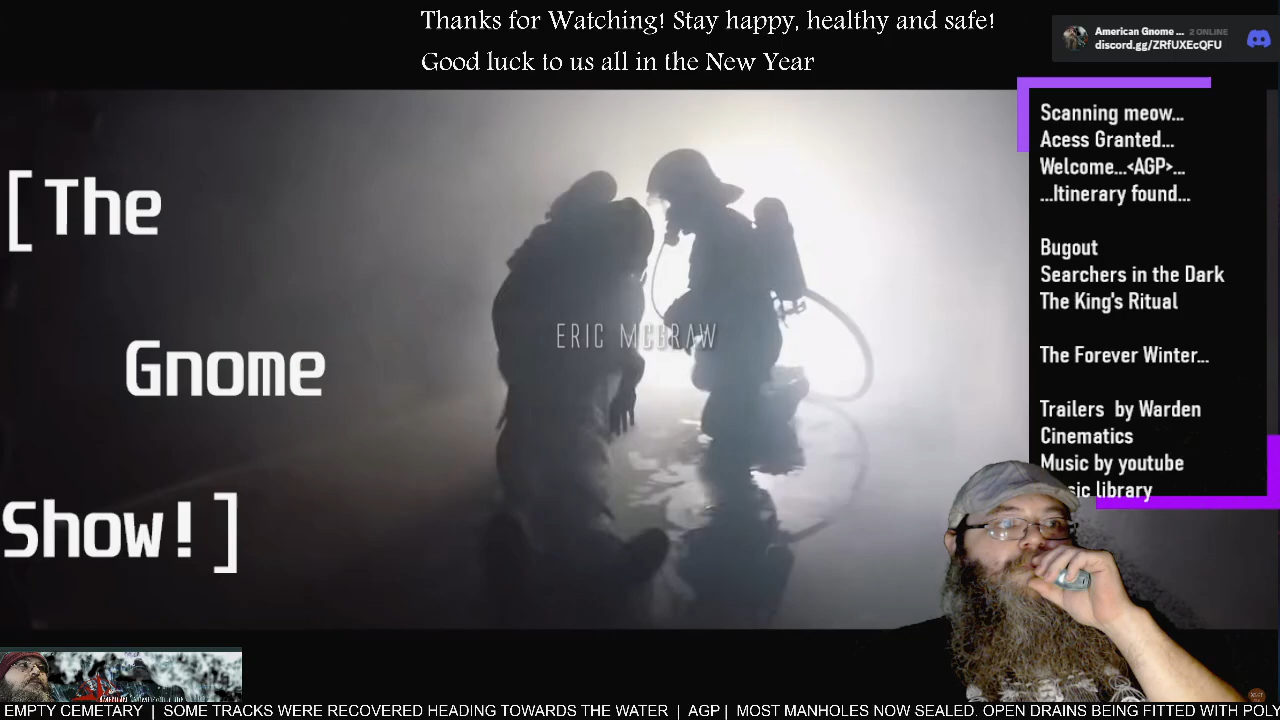 Thanks for Watching! Stay happy, healthy and safe!
Good luck to us all in the New Year
American Gnome ... 2 ONLINE
discord.gg/ZRfUXEcQFU
[The
Gnome
Show!]
ERIC MCGRAW
Scanning meow...
Acess Granted...
Welcome...<AGP>...
...Itinerary found...
Bugout
Searchers in the Dark
The King's Ritual
The Forever Winter...
Trailers by Warden
Cinematics
Music by youtube
library
EMPTY CEMETARY | SOME TRACKS WERE RECOVERED HEADING TOWARDS THE WATER | AGP | MOST MANHOLES NOW SEALED. OPEN DRAINS BEING FITTED WITH POLY